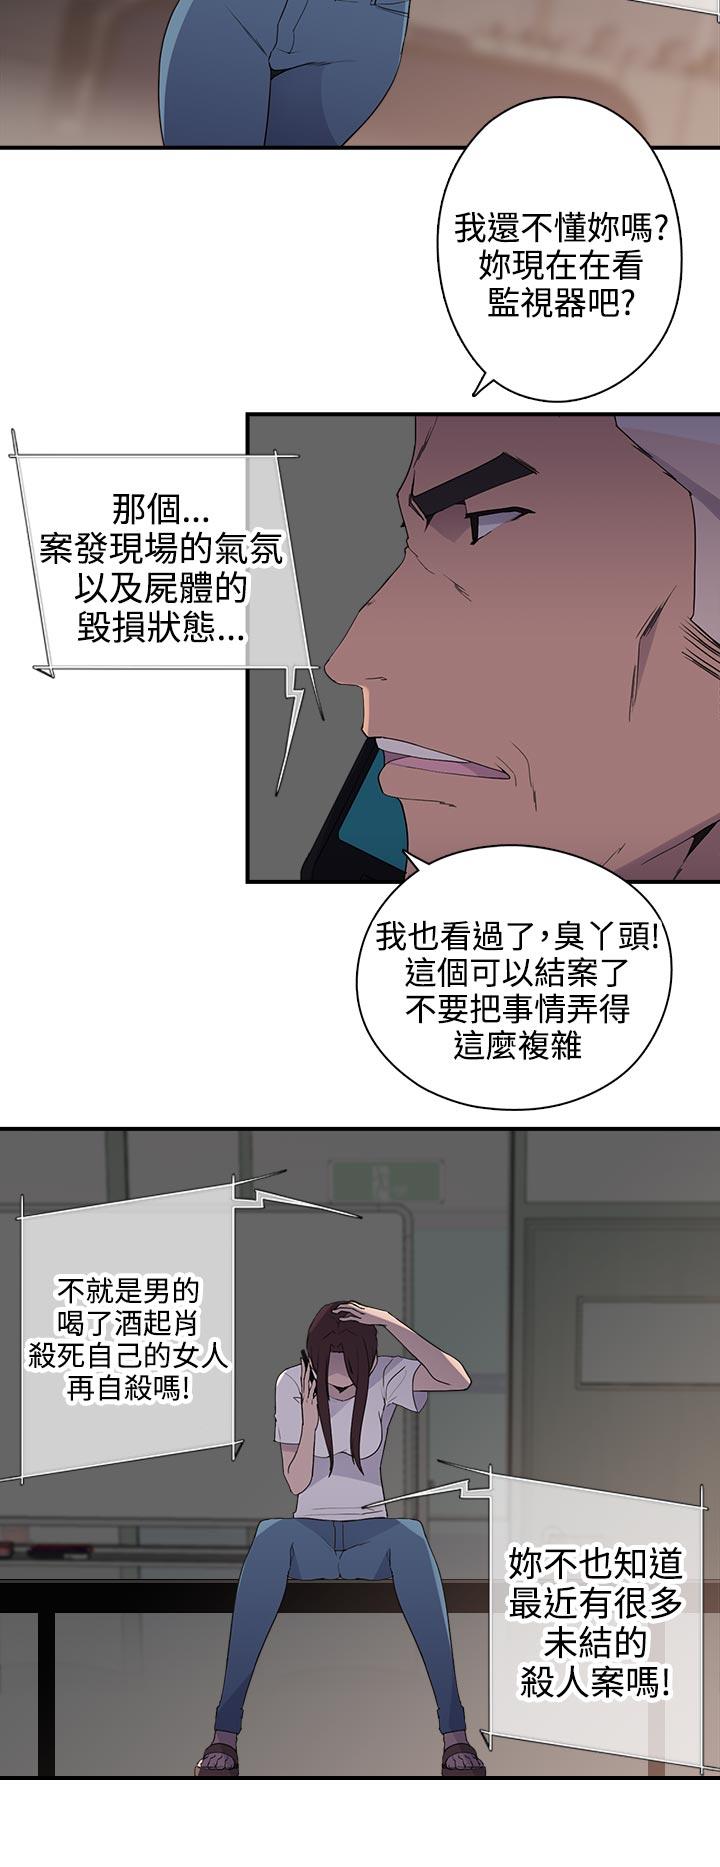 我還不懂妳嗎?
妳現在在看
監視器吧?
那個...
案發現場的氣氛
以及屍體的
毀損狀態...
我也看過了,臭丫頭!
這個可以結案了
不要把事情弄得
這麼複雜
不就是男的
喝了酒起肖
殺死自己的女人
再自殺嗎!
妳不也知道
最近有很多
未結的
殺人案嗎!